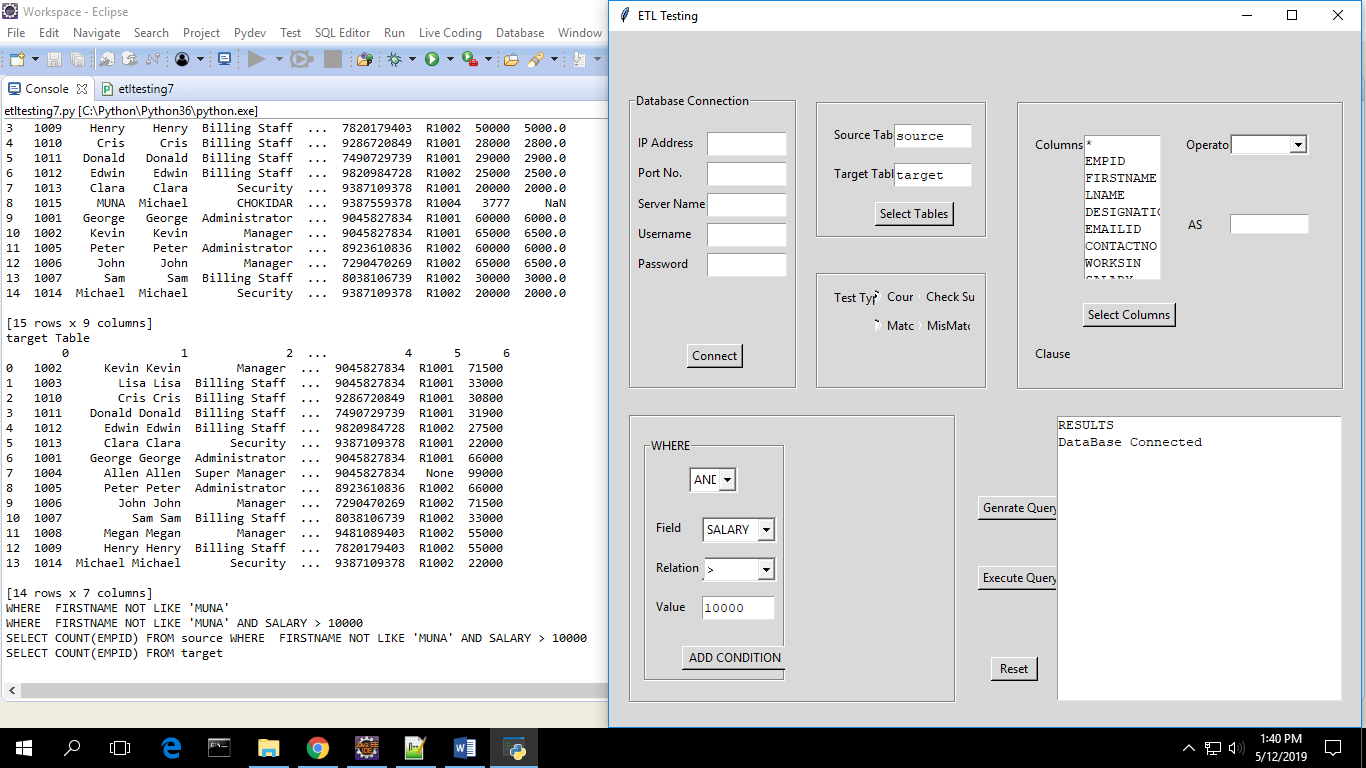 Workspace - Eclipse
File Edit Navigate Search Project Pydev Test SQL Editor Run Live Coding Database Window
Console etltesting7
etltesting7.py [C:\Python\Python36\python.exe]
3 1009 Henry Henry Billing Staff ... 7820179403 R1002 50000 5000.0
4 1010 Cris Cris Billing Staff ... 9286720849 R1001 28000 2800.0
5 1011 Donald Donald Billing Staff ... 7490729739 R1001 29000 2900.0
6 1012 Edwin Edwin Billing Staff ... 9820984728 R1002 25000 2500.0
7 1013 Clara Clara Security ... 9387109378 R1001 20000 2000.0
8 1015 MUNA Michael CHOKIDAR ... 9387559378 R1004 3777 NaN
9 1001 George George Administrator ... 9045827834 R1001 60000 6000.0
10 1002 Kevin Kevin Manager ... 9045827834 R1001 65000 6500.0
11 1005 Peter Peter Administrator ... 8923610836 R1002 60000 6000.0
12 1006 John John Manager ... 7290470269 R1002 65000 6500.0
13 1007 Sam Sam Billing Staff ... 8038106739 R1002 30000 3000.0
14 1014 Michael Michael Security ... 9387109378 R1002 20000 2000.0
[15 rows x 9 columns]
target Table
0 1 2 ... 4 5 6
0 1002 Kevin Kevin Manager ... 9045827834 R1001 71500
1 1003 Lisa Lisa Billing Staff ... 9045827834 R1001 33000
2 1010 Cris Cris Billing Staff ... 9286720849 R1001 30800
3 1011 Donald Donald Billing Staff ... 7490729739 R1001 31900
4 1012 Edwin Edwin Billing Staff ... 9820984728 R1002 27500
5 1013 Clara Clara Security ... 9387109378 R1001 22000
6 1001 George George Administrator ... 9045827834 R1001 66000
7 1004 Allen Allen Super Manager ... 9045827834 None 99000
8 1005 Peter Peter Administrator ... 8923610836 R1002 66000
9 1006 John John Manager ... 7290470269 R1002 71500
10 1007 Sam Sam Billing Staff ... 8038106739 R1002 33000
11 1008 Megan Megan Manager ... 9481089403 R1002 55000
12 1009 Henry Henry Billing Staff ... 7820179403 R1002 55000
13 1014 Michael Michael Security ... 9387109378 R1002 22000
[14 rows x 7 columns]
WHERE FIRSTNAME NOT LIKE 'MUNA'
WHERE FIRSTNAME NOT LIKE 'MUNA' AND SALARY > 10000
SELECT COUNT(EMPID) FROM source WHERE FIRSTNAME NOT LIKE 'MUNA' AND SALARY > 10000
SELECT COUNT(EMPID) FROM target
ETL Testing
Database Connection
IP Address
Port No.
Server Name
Username
Password
Connect
Source Tab source
Target Tabl target
Select Tables
Test Typ Cour Check Su
Matc MisMatc
Columns
*
EMPID
FIRSTNAME
LNAME
DESIGNATIO
EMAILID
CONTACTNO
WORKSIN
SALARY
Operato
AS
Select Columns
Clause
WHERE
AND
Field SALARY
Relation >
Value 10000
ADD CONDITION
Genrate Query
Execute Query
Reset
RESULTS
DataBase Connected
1:40 PM
5/12/2019